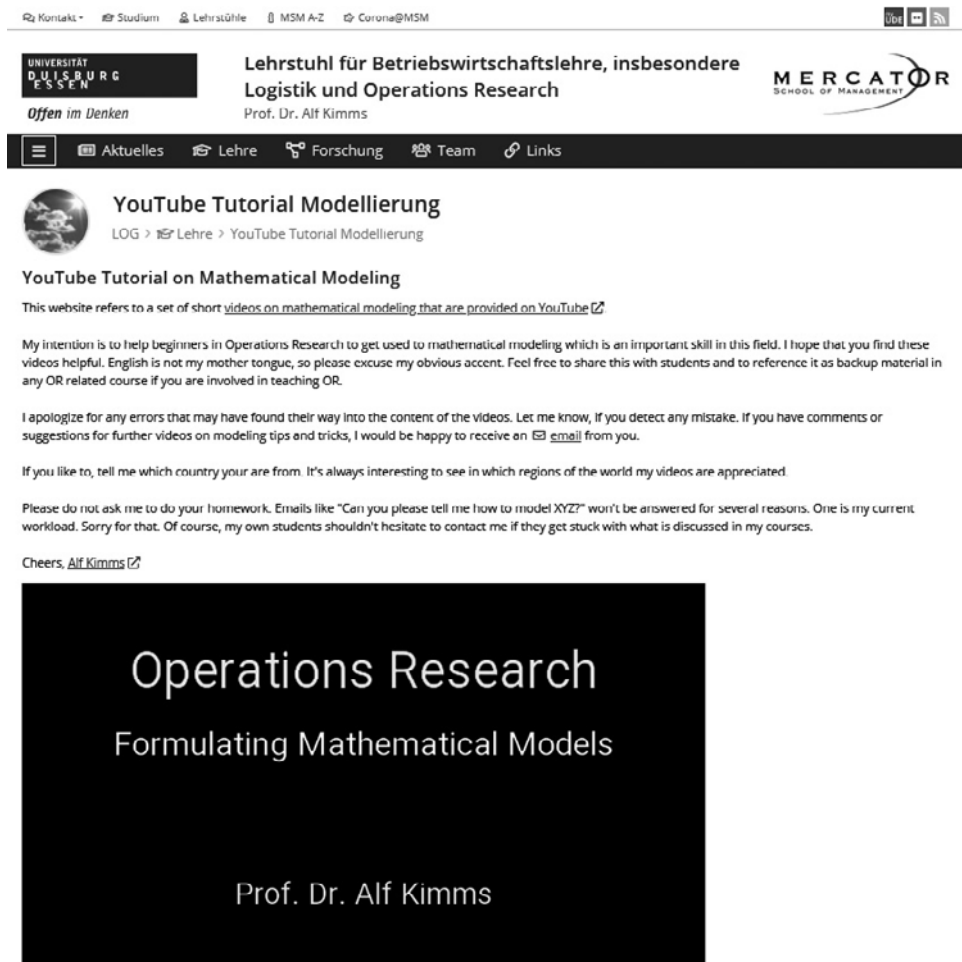 Kontakt Studium Lehrstühle MSM A-Z Corona@MSM
UDE
UNIVERSITÄT
DUISBURG
ESSEN
Offen im Denken
Lehrstuhl für Betriebswirtschaftslehre, insbesondere
Logistik und Operations Research
Prof. Dr. Alf Kimms
MERCATOR
SCHOOL OF MANAGEMENT
Aktuelles Lehre Forschung Team Links
YouTube Tutorial Modellierung
LOG > Lehre > YouTube Tutorial Modellierung
YouTube Tutorial on Mathematical Modeling
This website refers to a set of short videos on mathematical modeling that are provided on YouTube.
My intention is to help beginners in Operations Research to get used to mathematical modeling which is an important skill in this field. I hope that you find these
videos helpful. English is not my mother tongue, so please excuse my obvious accent. Feel free to share this with students and to reference it as backup material in
any OR related course if you are involved in teaching OR.
I apologize for any errors that may have found their way into the content of the videos. Let me know, if you detect any mistake. If you have comments or
suggestions for further videos on modeling tips and tricks, I would be happy to receive an email from you.
If you like to, tell me which country your are from. It's always interesting to see in which regions of the world my videos are appreciated.
Please do not ask me to do your homework. Emails like "Can you please tell me how to model XYZ?" won't be answered for several reasons. One is my current
workload. Sorry for that. Of course, my own students shouldn't hesitate to contact me if they get stuck with what is discussed in my courses.
Cheers, Alf Kimms
Operations Research
Formulating Mathematical Models
Prof. Dr. Alf Kimms